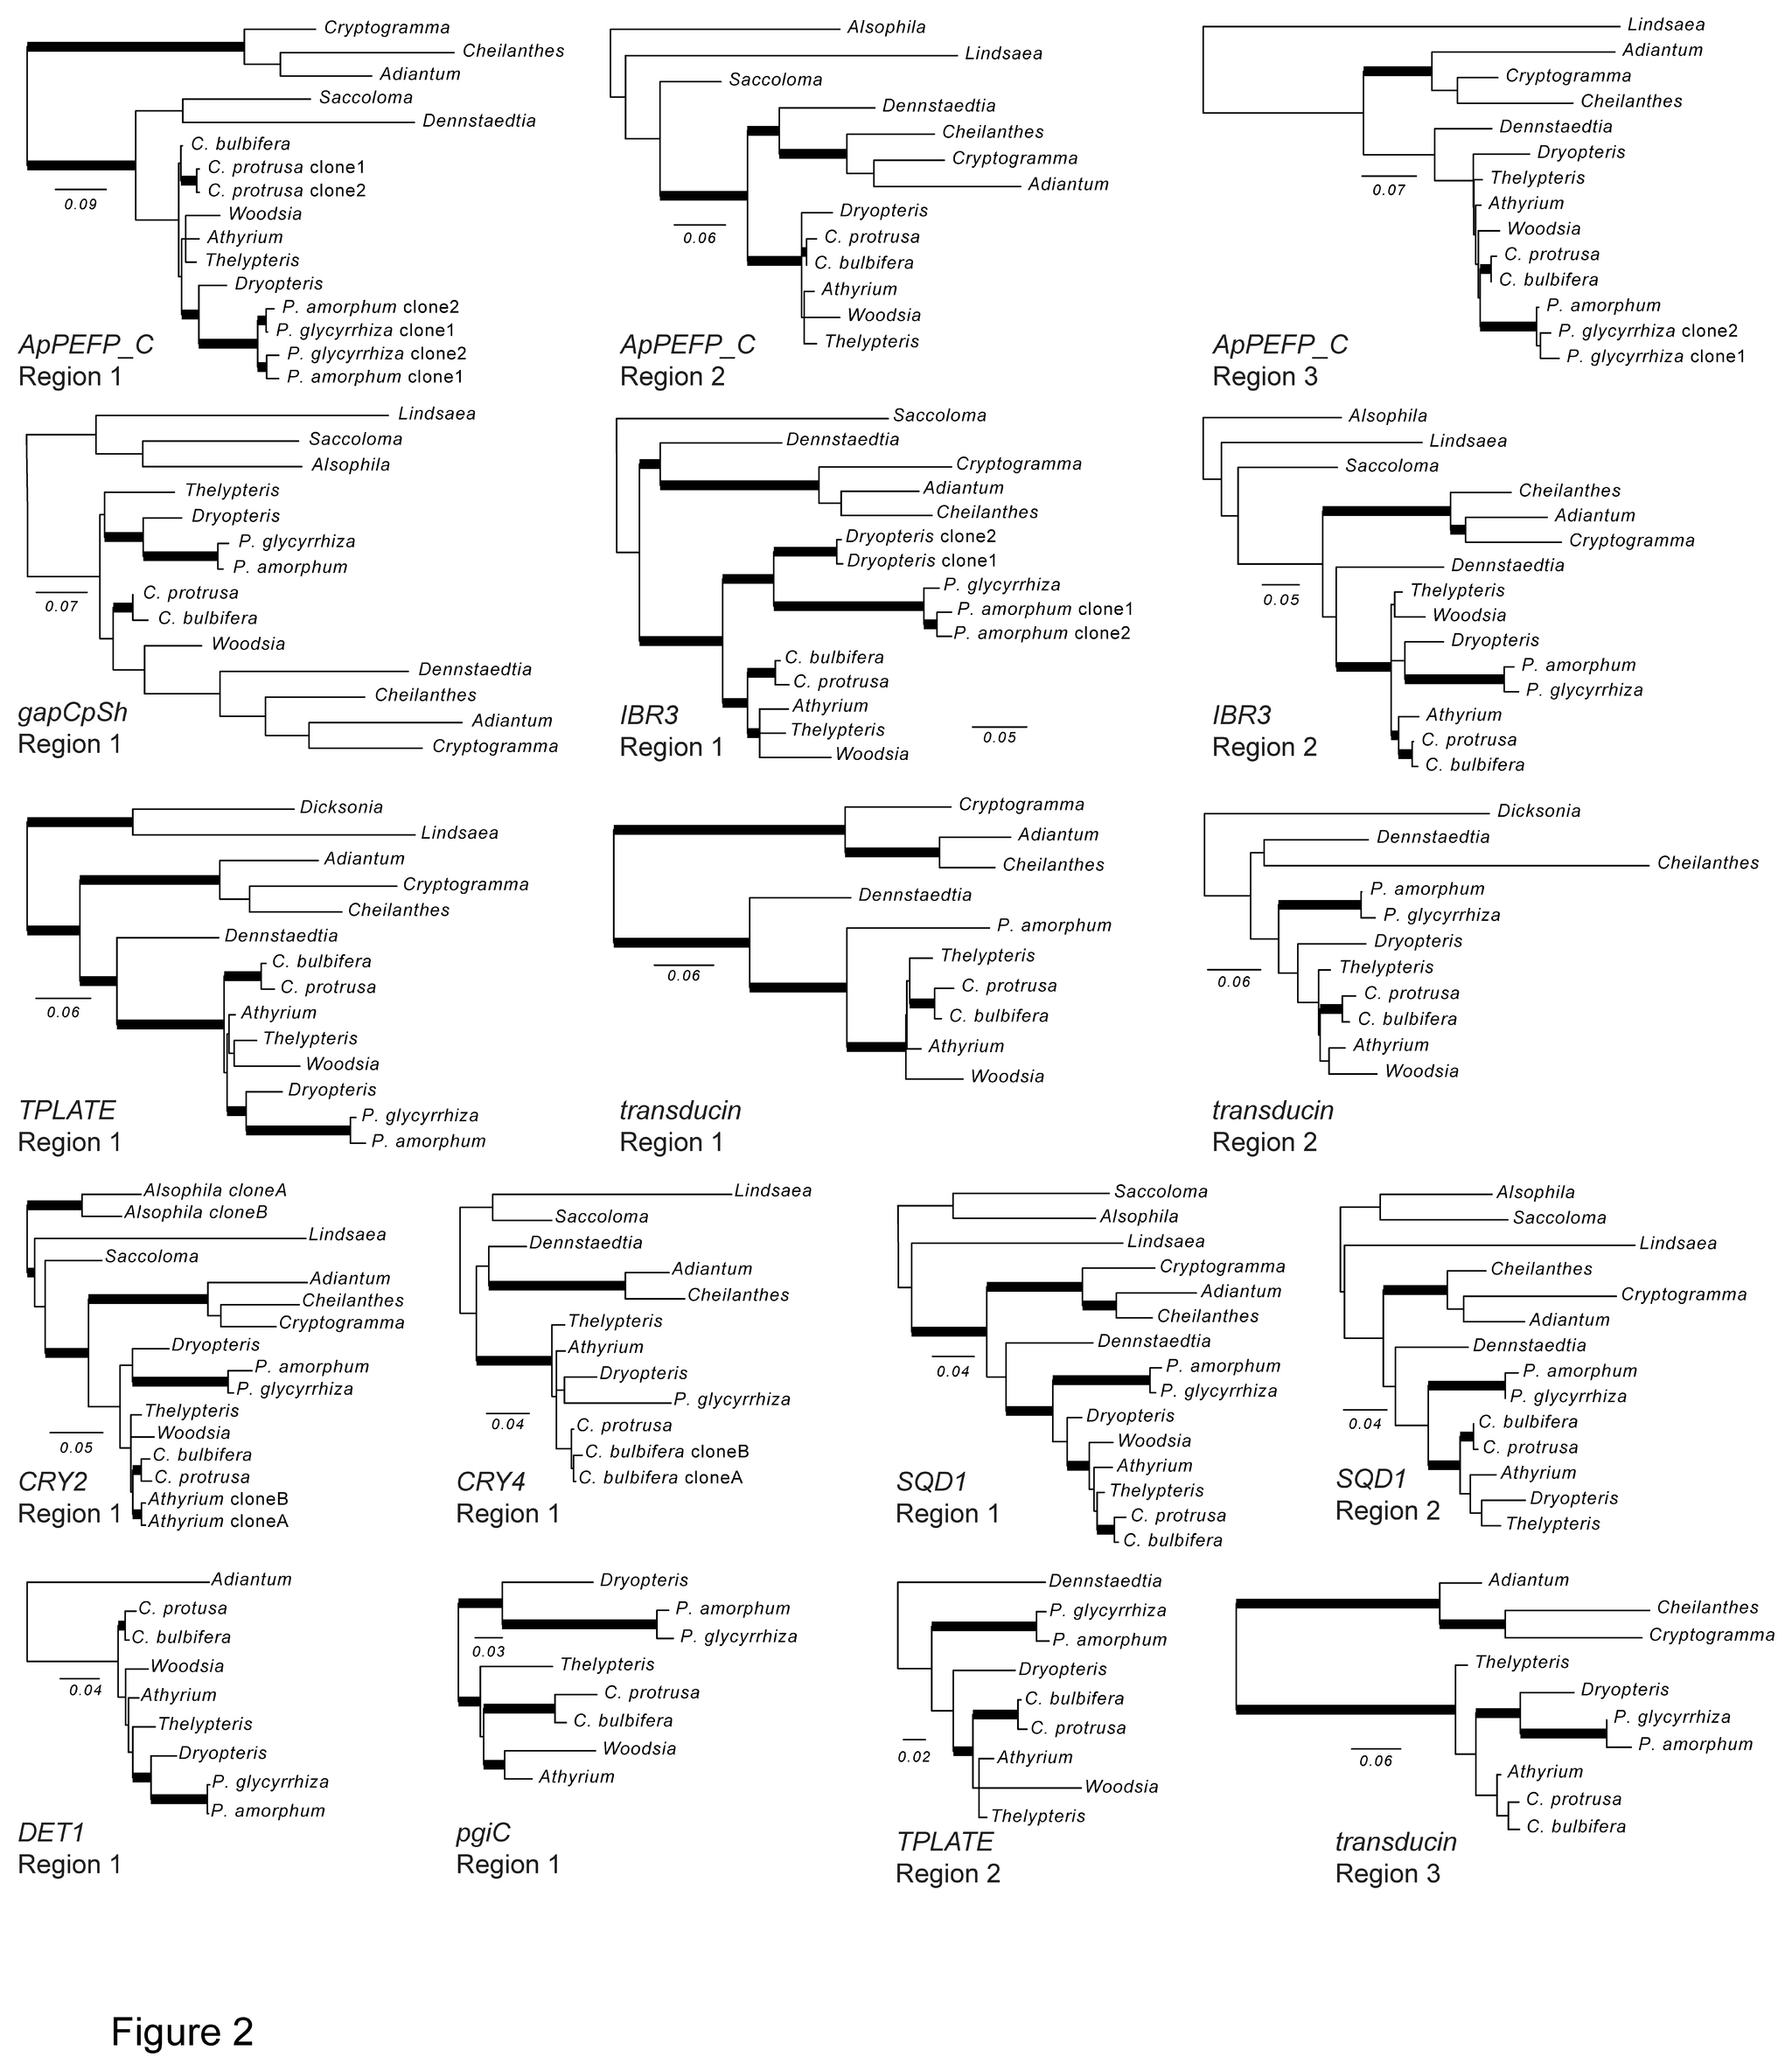 Cryptogramma
Cheilanthes
Adiantum
Saccoloma
Dennstaedtia
C. bulbifera
C. protrusa clone1
C. protrusa clone2
Woodsia
Athyrium
Thelypteris
Dryopteris
P. amorphum clone2
P. glycyrrhiza clone1
P. glycyrrhiza clone2
P. amorphum clone1
0.09
ApPEFP_C
Region 1
Alsophila
Lindsaea
Saccoloma
Dennstaedtia
Cheilanthes
Cryptogramma
Adiantum
Dryopteris
C. protrusa
C. bulbifera
Athyrium
Woodsia
Thelypteris
0.06
ApPEFP_C
Region 2
Lindsaea
Adiantum
Cryptogramma
Cheilanthes
Dennstaedtia
Dryopteris
Thelypteris
Athyrium
Woodsia
C. protrusa
C. bulbifera
P. amorphum
P. glycyrrhiza clone2
P. glycyrrhiza clone1
0.07
ApPEFP_C
Region 3
Lindsaea
Saccoloma
Alsophila
Thelypteris
Dryopteris
P. glycyrrhiza
P. amorphum
C. protrusa
C. bulbifera
Woodsia
Dennstaedtia
Cheilanthes
Adiantum
Cryptogramma
0.07
gapCpSh
Region 1
Saccoloma
Dennstaedtia
Cryptogramma
Adiantum
Cheilanthes
Dryopteris clone2
Dryopteris clone1
P. glycyrrhiza
P. amorphum clone1
P. amorphum clone2
C. bulbifera
C. protrusa
Athyrium
Thelypteris
Woodsia
0.05
IBR3
Region 1
Alsophila
Lindsaea
Saccoloma
Cheilanthes
Adiantum
Cryptogramma
Dennstaedtia
Thelypteris
Woodsia
Dryopteris
P. amorphum
P. glycyrrhiza
Athyrium
C. protrusa
C. bulbifera
0.05
IBR3
Region 2
Dicksonia
Lindsaea
Adiantum
Cryptogramma
Cheilanthes
Dennstaedtia
C. bulbifera
C. protrusa
Athyrium
Thelypteris
Woodsia
Dryopteris
P. glycyrrhiza
P. amorphum
0.06
TPLATE
Region 1
Cryptogramma
Adiantum
Cheilanthes
Dennstaedtia
P. amorphum
Thelypteris
C. protrusa
C. bulbifera
Athyrium
Woodsia
0.06
transducin
Region 1
Dicksonia
Dennstaedtia
Cheilanthes
P. amorphum
P. glycyrrhiza
Dryopteris
Thelypteris
C. protrusa
C. bulbifera
Athyrium
Woodsia
0.06
transducin
Region 2
Alsophila cloneA
Alsophila cloneB
Lindsaea
Saccoloma
Adiantum
Cheilanthes
Cryptogramma
Dryopteris
P. amorphum
P. glycyrrhiza
Thelypteris
Woodsia
C. bulbifera
C. protrusa
Athyrium cloneB
Athyrium cloneA
0.05
CRY2
Region 1
Lindsaea
Saccoloma
Dennstaedtia
Adiantum
Cheilanthes
Thelypteris
Athyrium
Dryopteris
P. glycyrrhiza
C. protrusa
C. bulbifera cloneB
C. bulbifera cloneA
0.04
CRY4
Region 1
Saccoloma
Alsophila
Lindsaea
Cryptogramma
Adiantum
Cheilanthes
Dennstaedtia
P. amorphum
P. glycyrrhiza
Dryopteris
Woodsia
Athyrium
Thelypteris
C. protrusa
C. bulbifera
0.04
SQD1
Region 1
Alsophila
Saccoloma
Lindsaea
Cheilanthes
Cryptogramma
Adiantum
Dennstaedtia
P. amorphum
P. glycyrrhiza
C. bulbifera
C. protrusa
Athyrium
Dryopteris
Thelypteris
0.04
SQD1
Region 2
Adiantum
C. protusa
C. bulbifera
Woodsia
Athyrium
Thelypteris
Dryopteris
P. glycyrrhiza
P. amorphum
0.04
DET1
Region 1
Dryopteris
P. amorphum
P. glycyrrhiza
Thelypteris
C. protrusa
C. bulbifera
Woodsia
Athyrium
0.03
pgiC
Region 1
Dennstaedtia
P. glycyrrhiza
P. amorphum
Dryopteris
C. bulbifera
C. protrusa
Athyrium
Woodsia
Thelypteris
0.02
TPLATE
Region 2
Adiantum
Cheilanthes
Cryptogramma
Thelypteris
Dryopteris
P. glycyrrhiza
P. amorphum
Athyrium
C. protrusa
C. bulbifera
0.06
transducin
Region 3
Figure 2